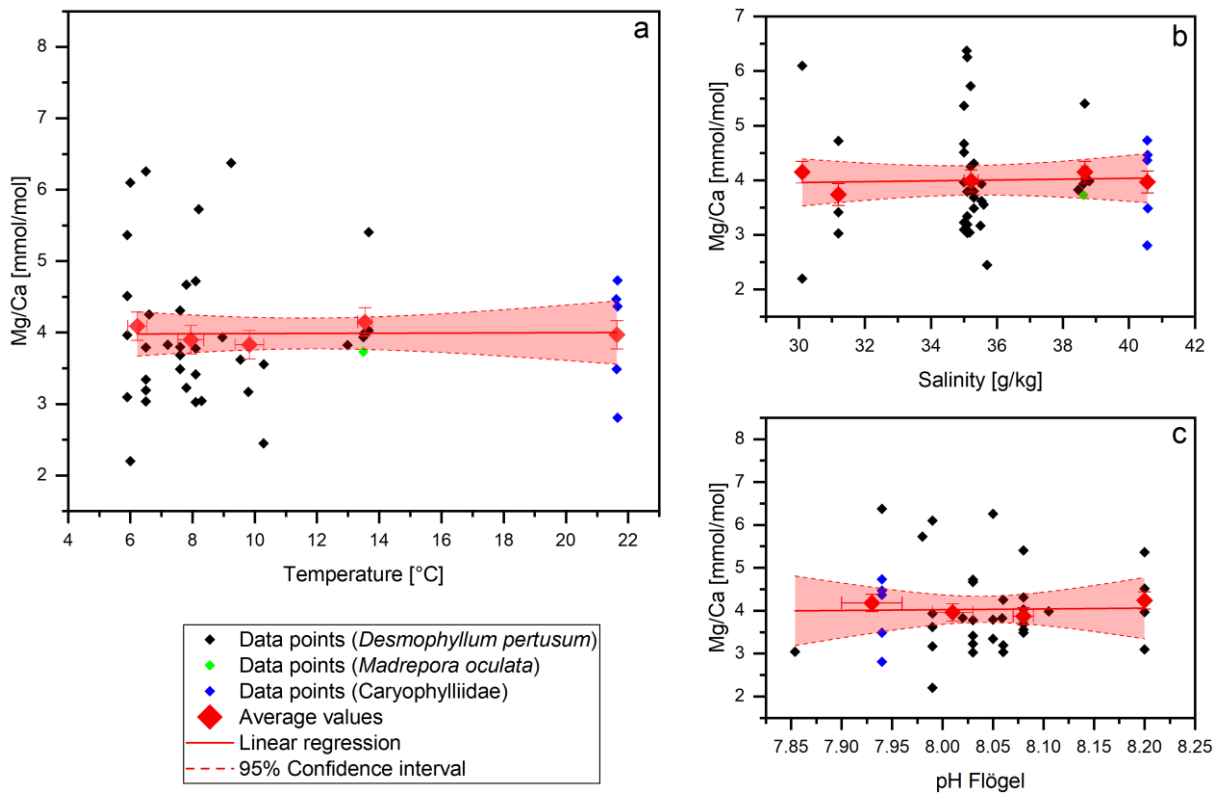 a
8
7
6
5
4
3
2
Mg/Ca [mmol/mol]
4 6 8 10 12 14 16 18 20 22
Temperature [°C]
b
7
6
5
4
3
2
Mg/Ca [mmol/mol]
30 32 34 36 38 40 42
Salinity [g/kg]
c
7
6
5
4
3
2
Mg/Ca [mmol/mol]
7.85 7.90 7.95 8.00 8.05 8.10 8.15 8.20 8.25
pH Flögel
Data points (Desmophyllum pertusum)
Data points (Madrepora oculata)
Data points (Caryophylliidae)
Average values
Linear regression
95% Confidence interval